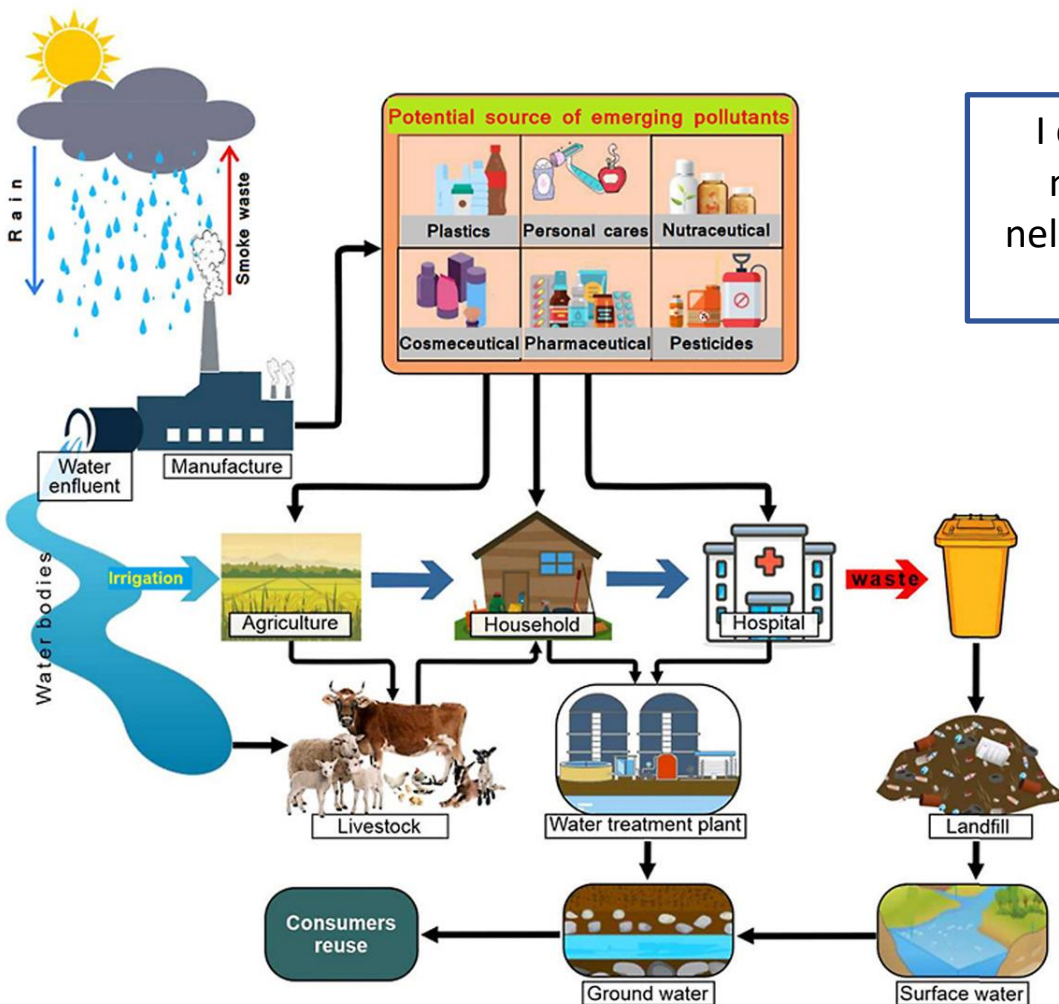 Potential source of emerging pollutants
Plastics
Personal cares
Nutraceutical
Cosmeceutical
Pharmaceutical
Pesticides
Rain
Smoke waste
Water
enfluent
Manufacture
Water bodies
Irrigation
Agriculture
Household
Hospital
waste
Livestock
Water treatment plant
Landfill
Consumers
reuse
Ground water
Surface water
I
nel